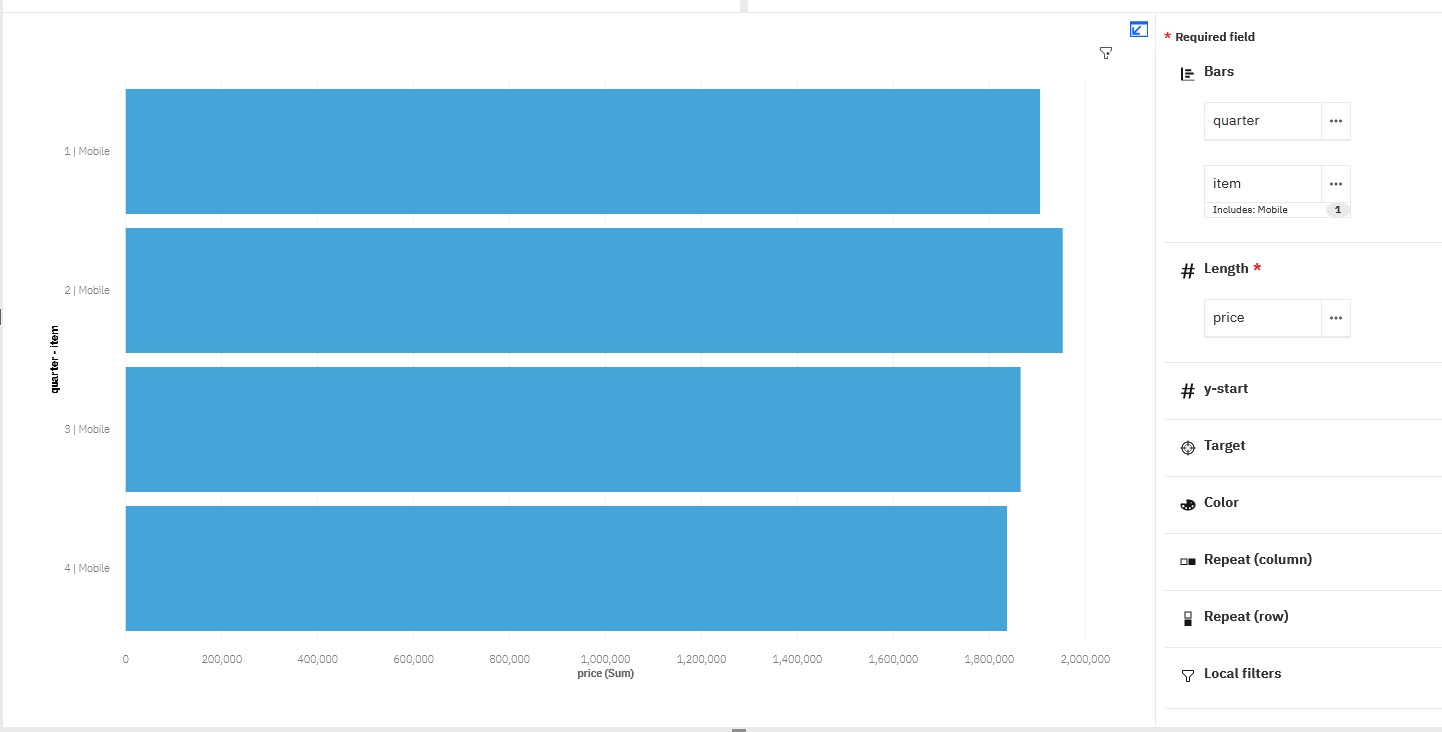 1 | Mobile
2 | Mobile
3 | Mobile
4 | Mobile
quarter - item
0
200,000
400,000
600,000
800,000
1,000,000
1,200,000
1,400,000
1,600,000
1,800,000
2,000,000
price (Sum)
* Required field
Bars
quarter
item
Includes: Mobile 1
# Length *
price
# y-start
Target
Color
Repeat (column)
Repeat (row)
Local filters